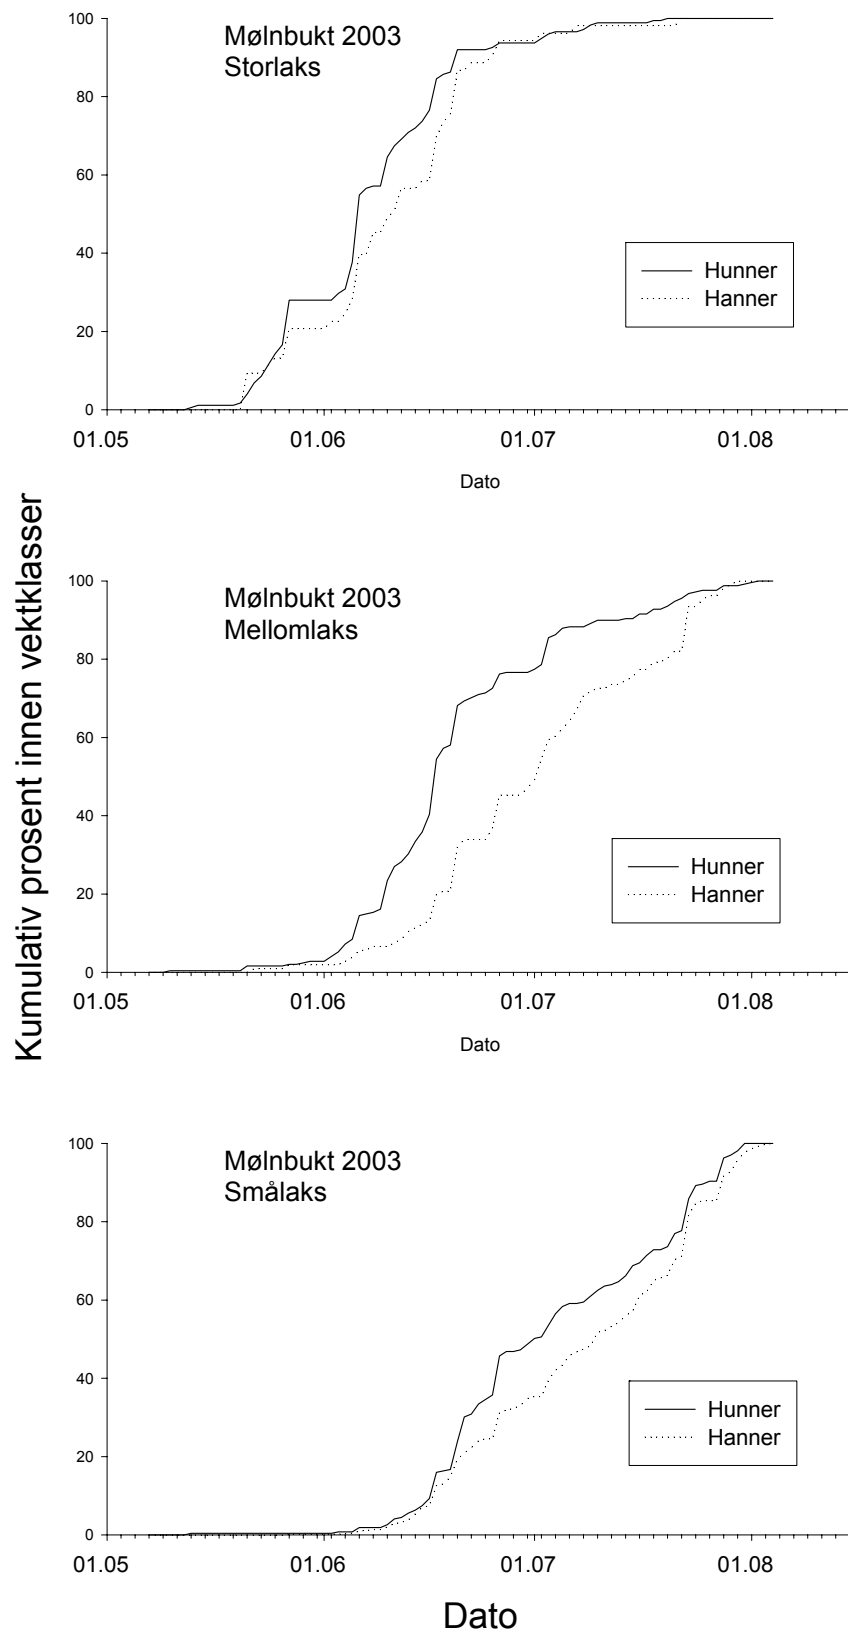 Kumulativ prosent innen vektklasser
Mølnbukt 2003
Storlaks
100
80
60
40
20
0
Hunner
Hanner
01.05 01.06 01.07 01.08
Dato
Mølnbukt 2003
Mellomlaks
100
80
60
40
20
0
Hunner
Hanner
01.05 01.06 01.07 01.08
Dato
Mølnbukt 2003
Smålaks
100
80
60
40
20
0
Hunner
Hanner
01.05 01.06 01.07 01.08
Dato